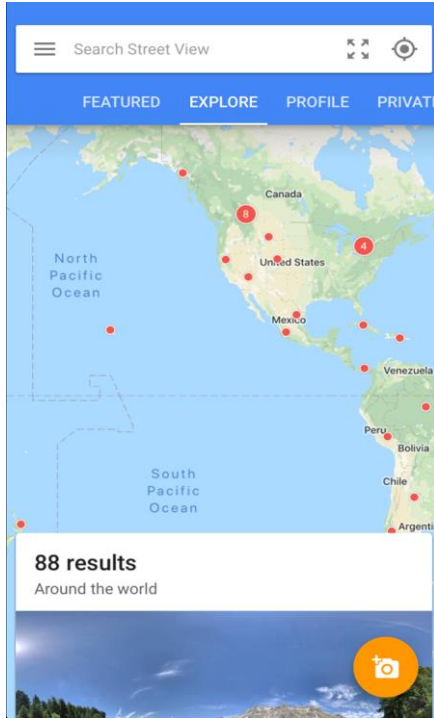 Search Street View
FEATURED EXPLORE PROFILE PRIVAT
Canada
8
4
North
Pacific
Ocean
United States
Mexico
Venezuela
Peru
Bolivia
South
Pacific
Ocean
Chile
Argenti
88 results
Around the world